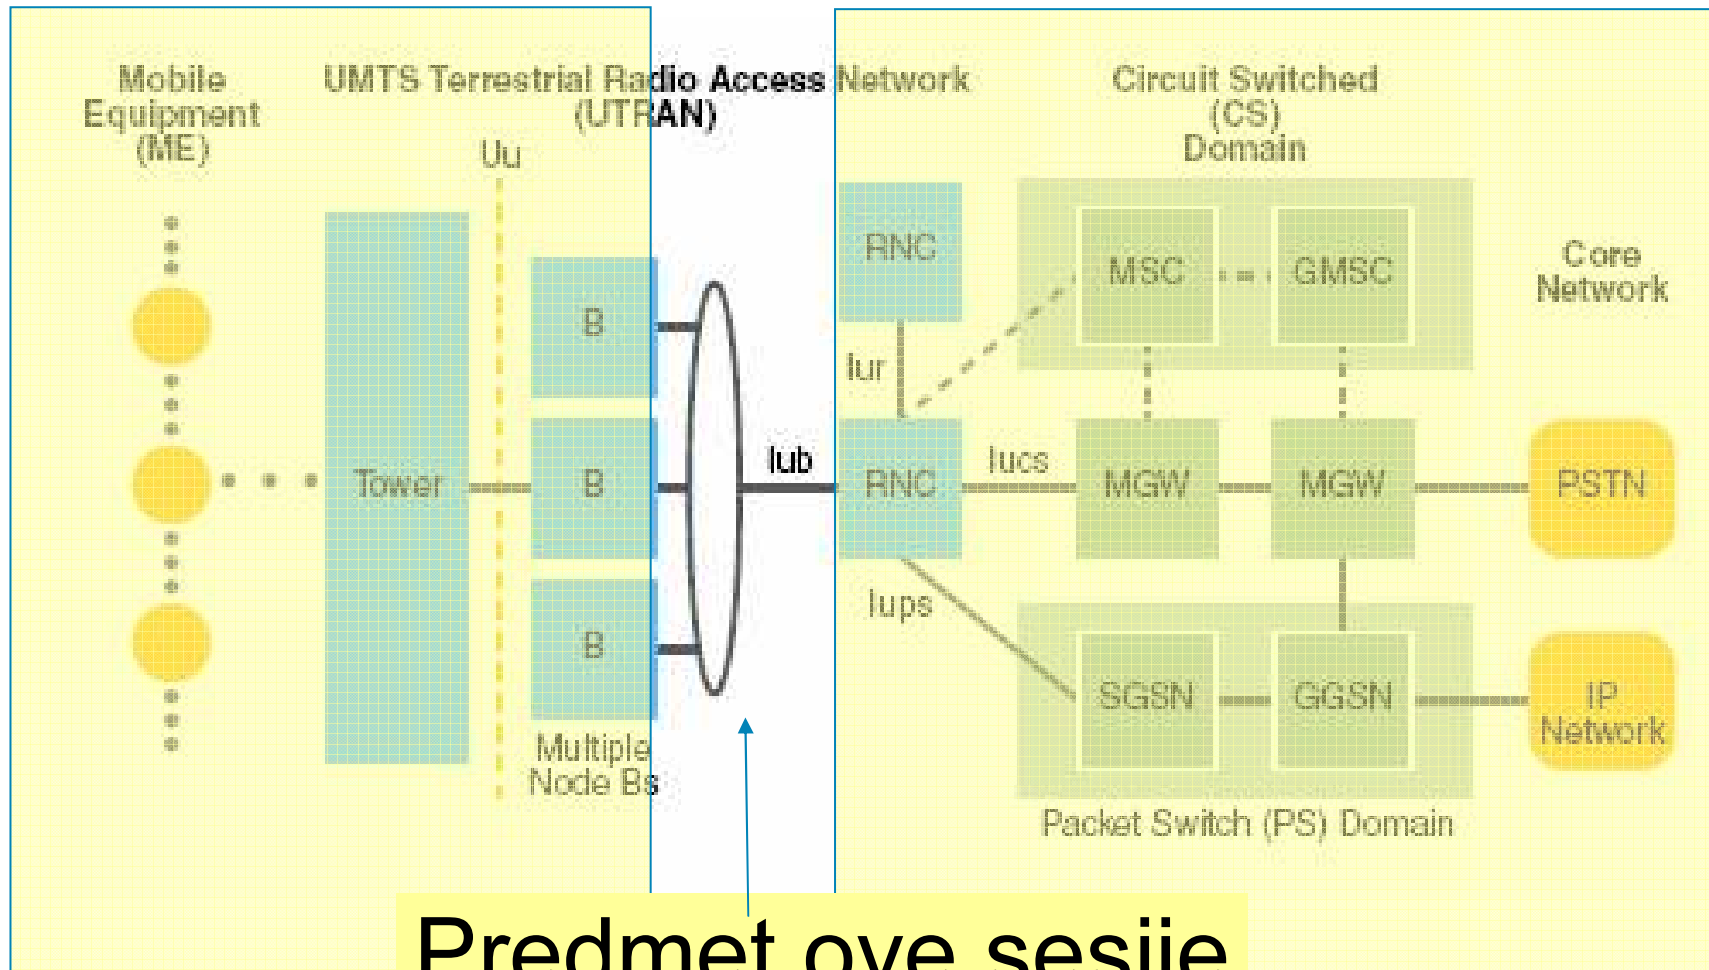 Mobile
Equipment
(ME)
UMTS Terrestrial Radio Access Network
(UTRAN)
Circuit Switched
(CS)
Domain
Uu
RNC
MSC
GMSC
Core
Network
B
Iur
Tower
B
Iub
RNC
Iucs
MGW
MGW
PSTN
Iups
B
SGSN
GGSN
IP
Network
Multiple
Node Bs
Packet Switch (PS) Domain
Predmet ove sesije